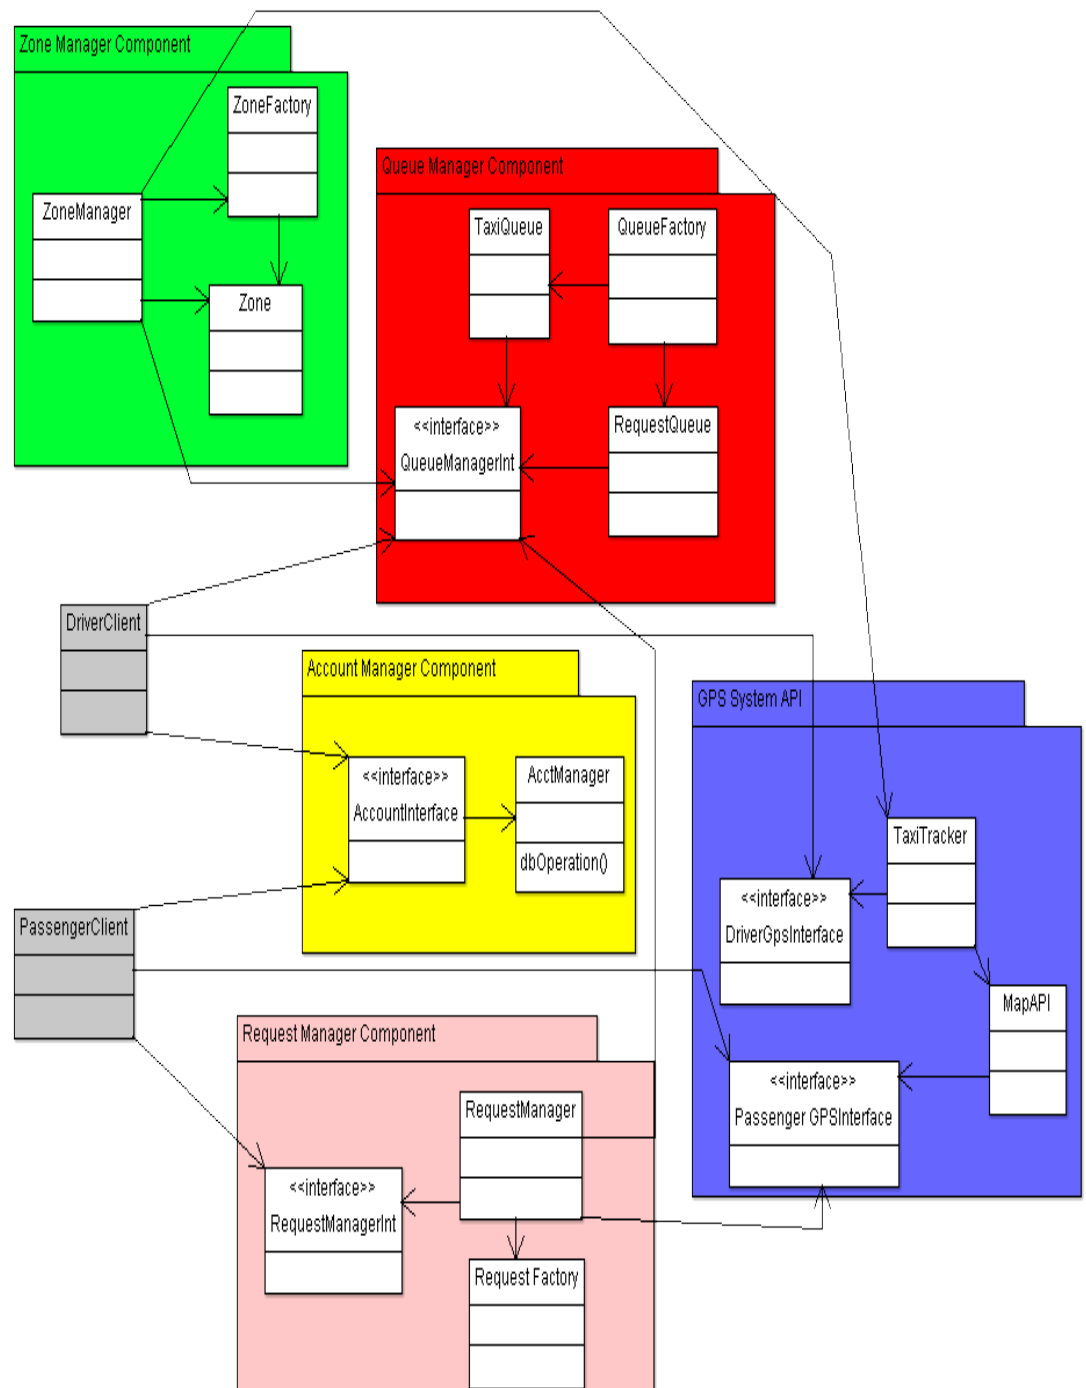 Zone Manager Component
ZoneFactory
ZoneManager
Zone
Queue Manager Component
TaxiQueue
QueueFactory
<<interface>>
QueueManagerInt
RequestQueue
DriverClient
Account Manager Component
<<interface>>
AccountInterface
AcctManager
dbOperation()
GPS System API
TaxiTracker
<<interface>>
DriverGpsInterface
MapAPI
<<interface>>
Passenger GPSInterface
PassengerClient
Request Manager Component
RequestManager
<<interface>>
RequestManagerInt
Request Factory